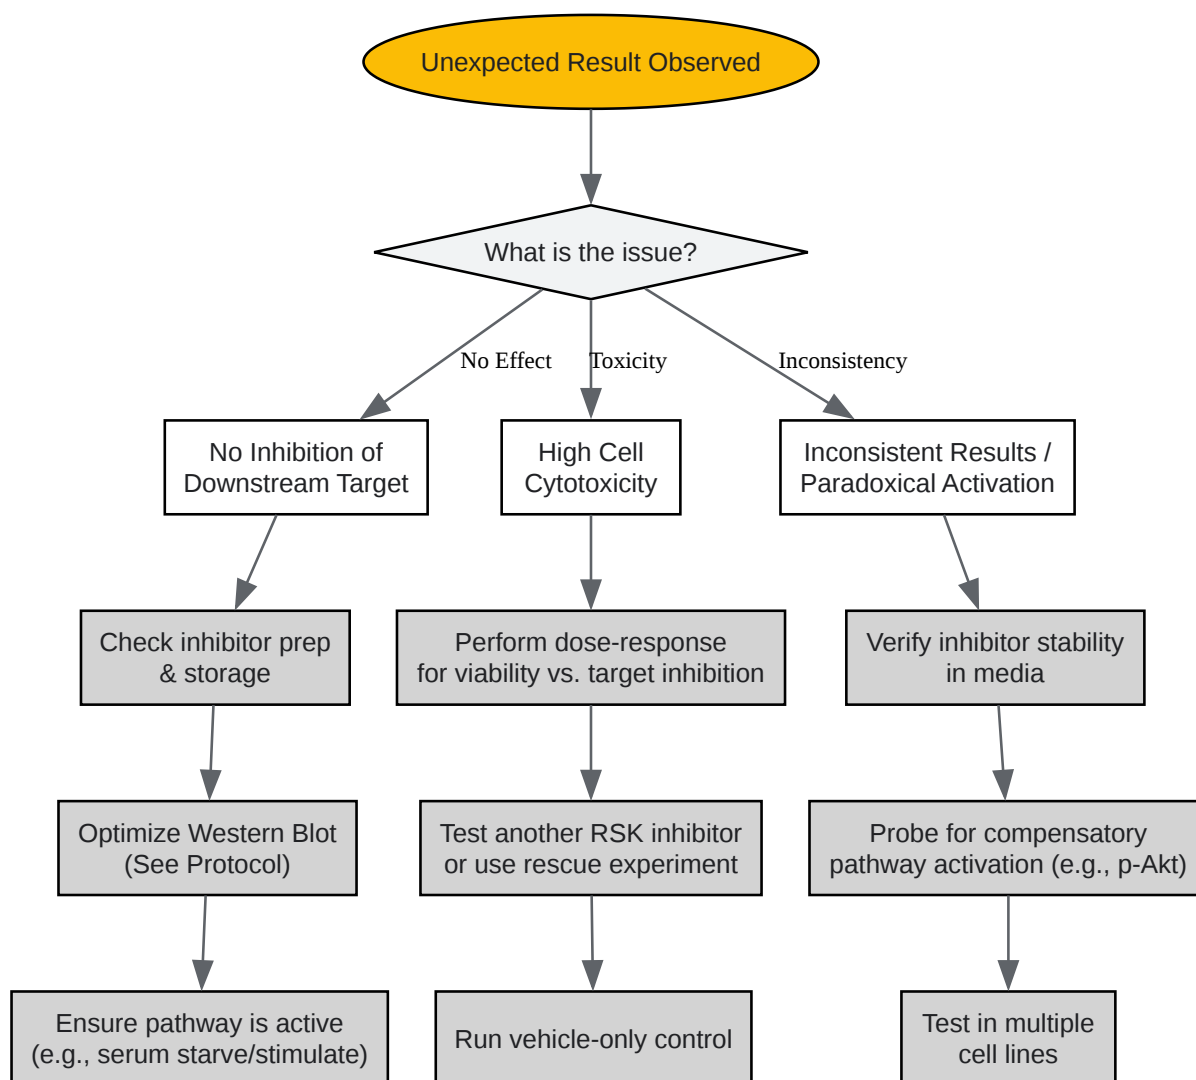 Unexpected Result Observed
What is the issue?
No Effect
Toxicity
Inconsistency
No Inhibition of
Downstream Target
High Cell
Cytotoxicity
Inconsistent Results /
Paradoxical Activation
Check inhibitor prep
& storage
Perform dose-response
for viability vs. target inhibition
Verify inhibitor stability
in media
Optimize Western Blot
(See Protocol)
Test another RSK inhibitor
or use rescue experiment
Probe for compensatory
pathway activation (e.g., p-Akt)
Ensure pathway is active
(e.g., serum starve/stimulate)
Run vehicle-only control
Test in multiple
cell lines